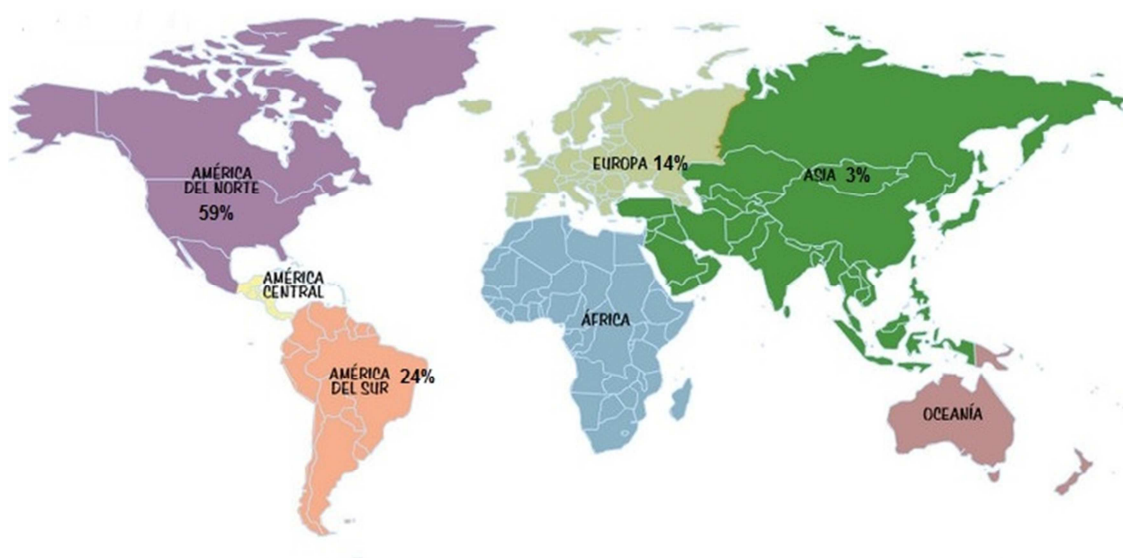 AMÉRICA
DEL NORTE
59%
EUROPA 14%
ASIA 3%
AMÉRICA
CENTRAL
ÁFRICA
AMÉRICA 24%
DEL SUR
OCEANÍA